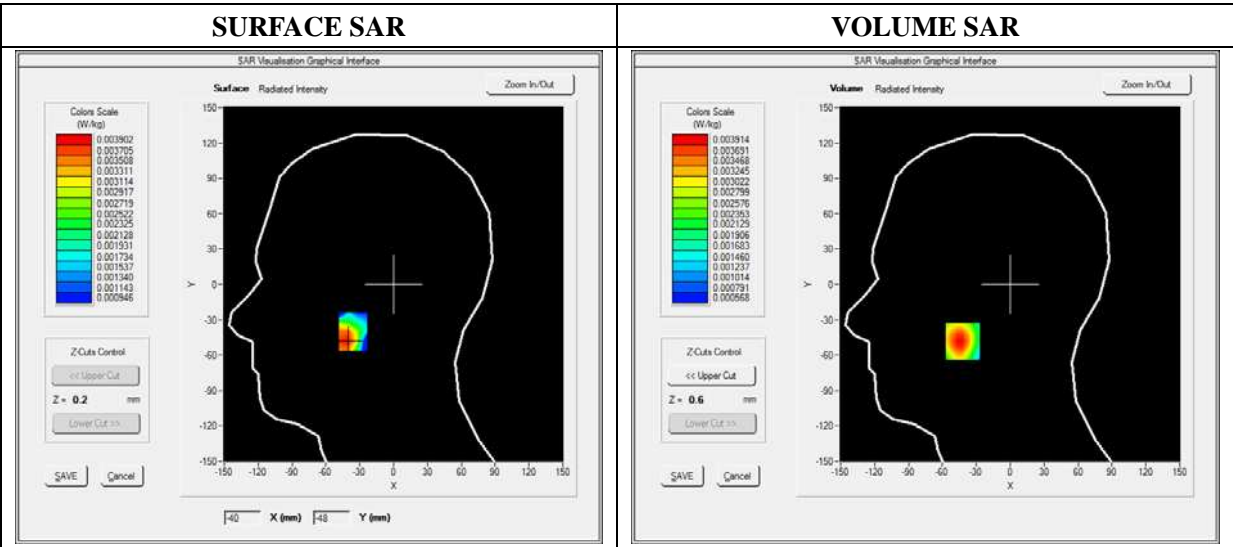 SURFACE SAR
SAR Visualisation Graphical Interface
Surface Radiated Intensity
Zoom In/Out
Colors Scale
(W/kg)
0.003902
0.003705
0.003508
0.003311
0.003114
0.002917
0.002719
0.002522
0.002325
0.002128
0.001931
0.001734
0.001537
0.001340
0.001143
0.000946
Z-Cuts Control
<< Upper Cut
Z = 0.2 mm
Lower Cut >>
SAVE Cancel
150
120
90
60
30
0
-30
-60
-90
-120
-150
Y
-150 -120 -90 -60 -30 0 30 60 90 120 150
X
-40 X (mm) -48 Y (mm)
VOLUME SAR
SAR Visualisation Graphical Interface
Volume Radiated Intensity
Zoom In/Out
Colors Scale
(W/kg)
0.003914
0.003691
0.003468
0.003245
0.003022
0.002799
0.002576
0.002353
0.002129
0.001906
0.001683
0.001460
0.001237
0.001014
0.000791
0.000568
Z-Cuts Control
<< Upper Cut
Z = 0.6 mm
Lower Cut >>
SAVE Cancel
150
120
90
60
30
0
-30
-60
-90
-120
-150
Y
-150 -120 -90 -60 -30 0 30 60 90 120 150
X